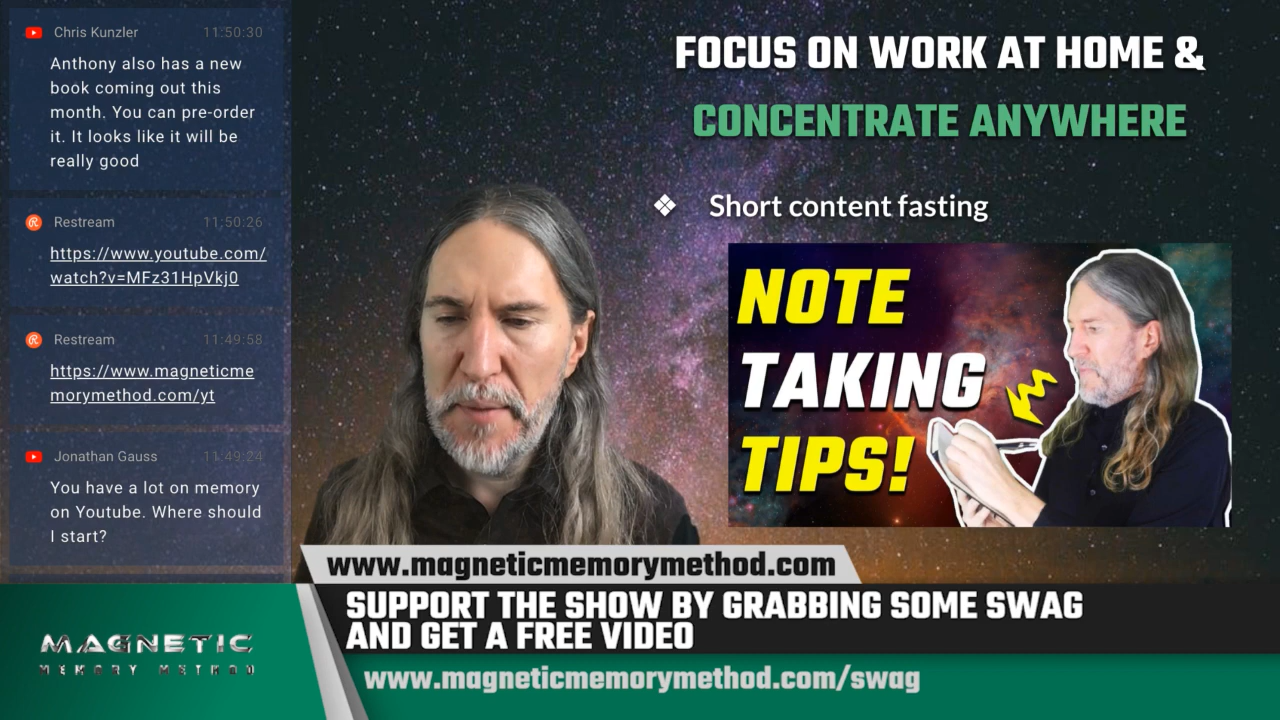 Chris Kunzler 11:50:30
Anthony also has a new
book coming out this
month. You can pre-order
it. It looks like it will be
really good
Restream 11:50:26
https://www.youtube.com/
watch?v=MFz31HpVkj0
Restream 11:49:58
https://www.magneticme
morymethod.com/yt
Jonathan Gauss 11:49:24
You have a lot on memory
on Youtube. Where should
I start?
FOCUS ON WORK AT HOME &
CONCENTRATE ANYWHERE
❖ Short content fasting
NOTE
TAKING
TIPS!
www.magneticmemorymethod.com
SUPPORT THE SHOW BY GRABBING SOME SWAG
AND GET A FREE VIDEO
www.magneticmemorymethod.com/swag
MAGNETIC
MEMORY METHOD